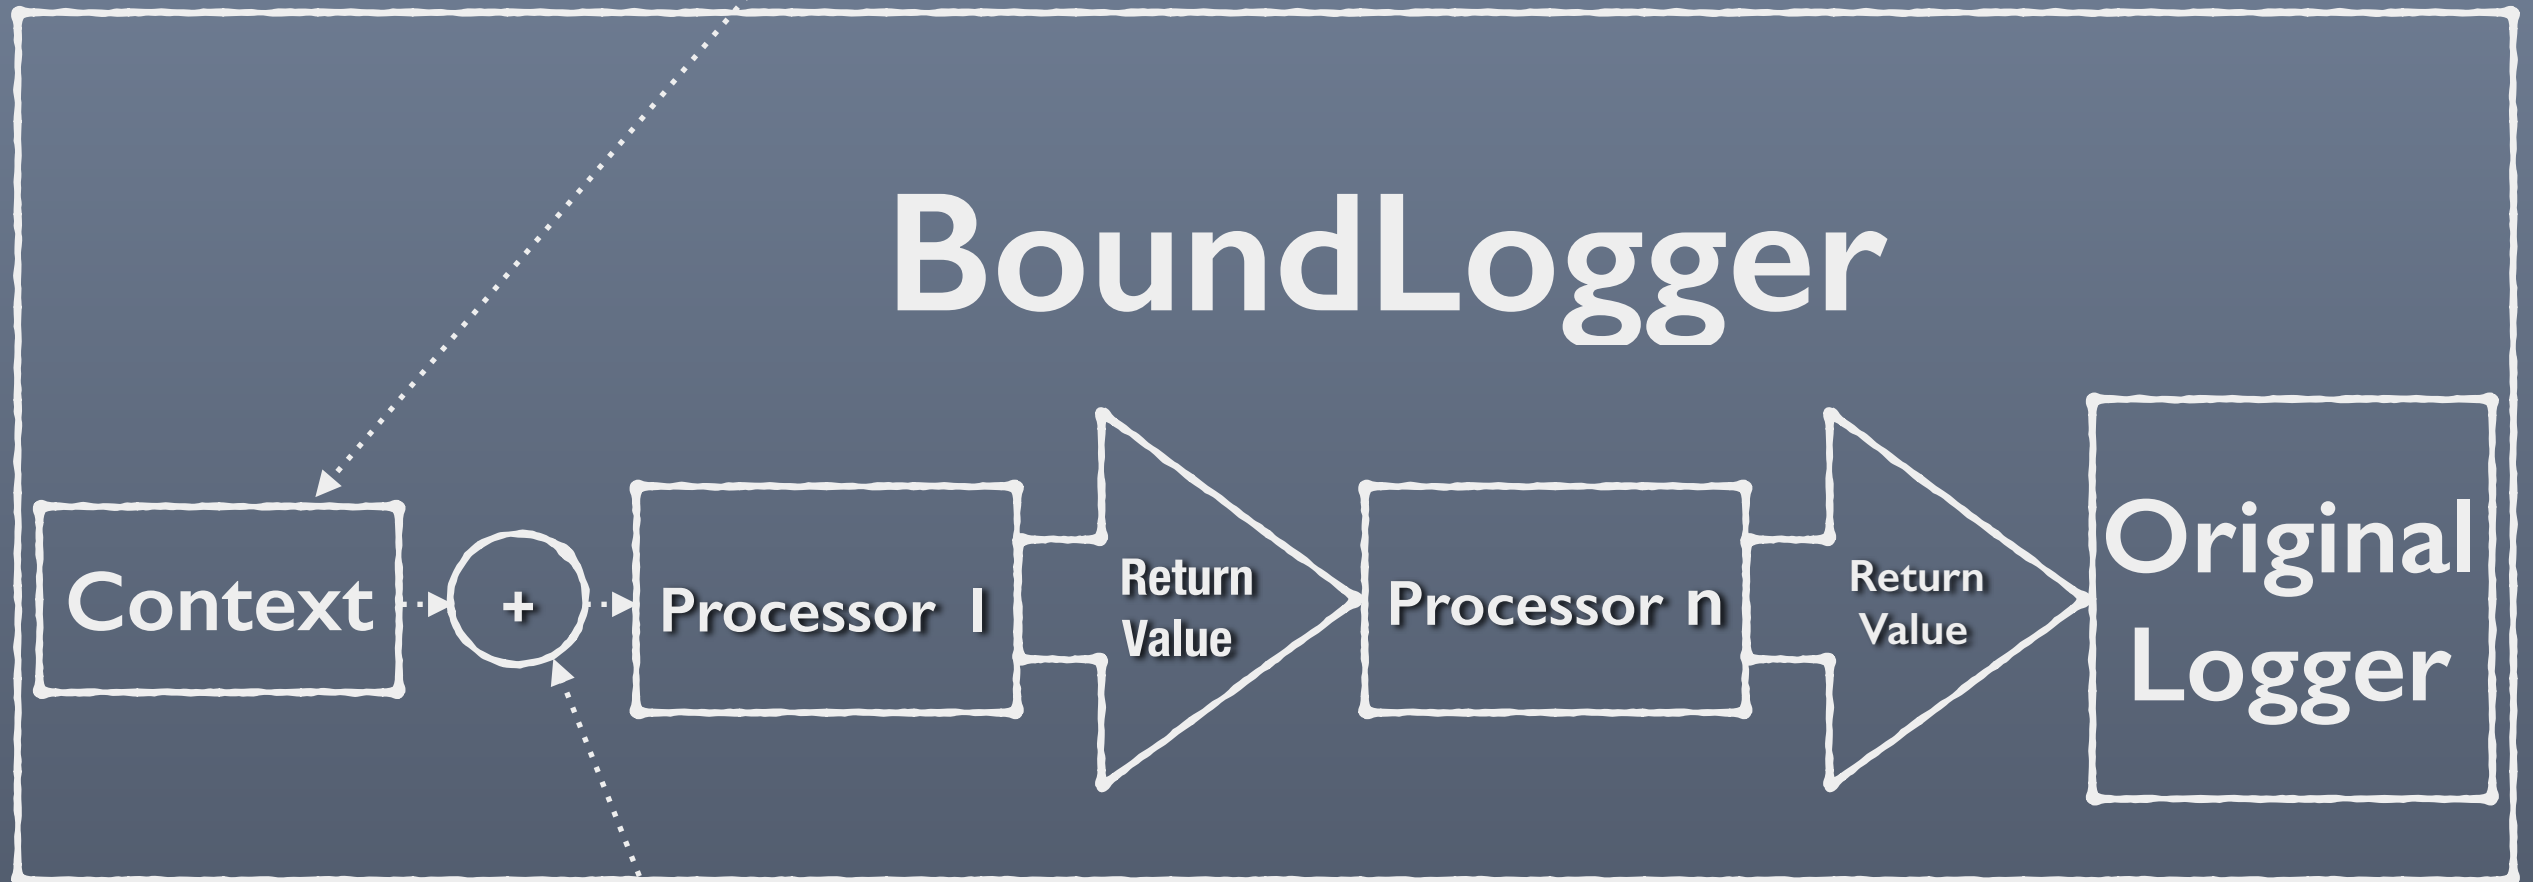 BoundLogger
Context
+
Processor 1
Return
Value
Processor n
Return
Value
Original
Logger